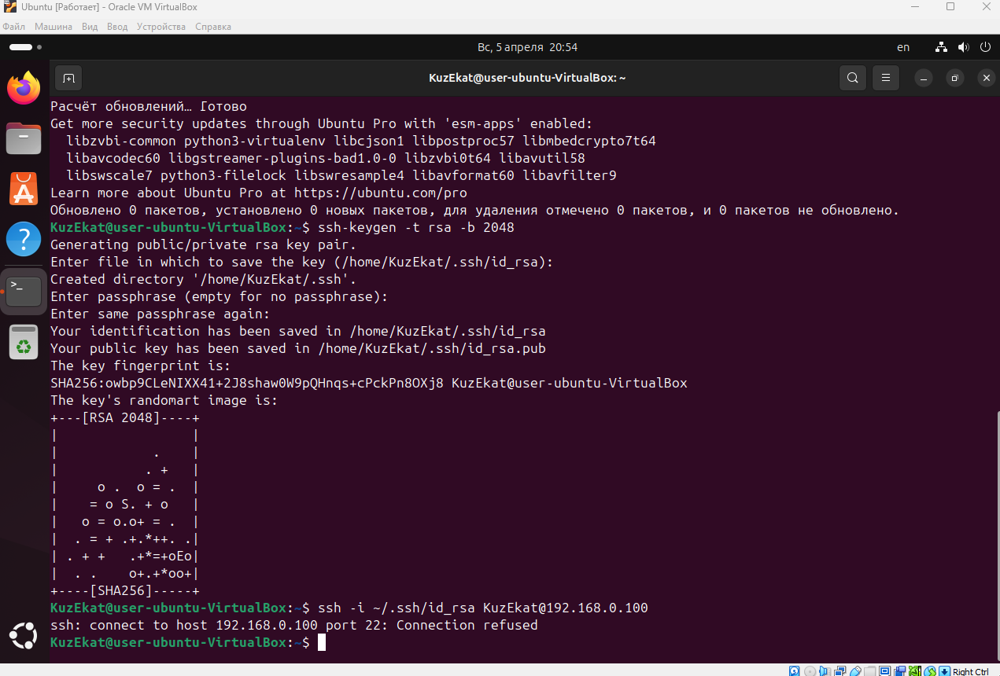 Ubuntu [Работает] - Oracle VM VirtualBox
Файл Машина Вид Ввод Устройства Справка
Вс, 5 апреля 20:54
en
KuzEkat@user-ubuntu-VirtualBox: ~
Расчёт обновлений… Готово
Get more security updates through Ubuntu Pro with 'esm-apps' enabled:
  libzvbi-common python3-virtualenv libcjson1 libpostproc57 libmbedcrypto7t64
  libavcodec60 libgstreamer-plugins-bad1.0-0 libzvbi0t64 libavutil58
  libswscale7 python3-filelock libswresample4 libavformat60 libavfilter9
Learn more about Ubuntu Pro at https://ubuntu.com/pro
Обновлено 0 пакетов, установлено 0 новых пакетов, для удаления отмечено 0 пакетов, и 0 пакетов не обновлено.
KuzEkat@user-ubuntu-VirtualBox:~$ ssh-keygen -t rsa -b 2048
Generating public/private rsa key pair.
Enter file in which to save the key (/home/KuzEkat/.ssh/id_rsa):
Created directory '/home/KuzEkat/.ssh'.
Enter passphrase (empty for no passphrase):
Enter same passphrase again:
Your identification has been saved in /home/KuzEkat/.ssh/id_rsa
Your public key has been saved in /home/KuzEkat/.ssh/id_rsa.pub
The key fingerprint is:
SHA256:owbp9CLeNIXX41+2J8shaw0W9pQHnqs+cPckPn8OXj8 KuzEkat@user-ubuntu-VirtualBox
The key's randomart image is:
+---[RSA 2048]----+
|                 |
|            .    |
|           . +   |
|     o .  o = .  |
|    = o S. + o   |
|   o = o.o+ = .  |
|  . = + .+.*++. .|
| . + +   .+*=+oEo|
|  . .    o+.+*oo+|
+----[SHA256]-----+
KuzEkat@user-ubuntu-VirtualBox:~$ ssh -i ~/.ssh/id_rsa KuzEkat@192.168.0.100
ssh: connect to host 192.168.0.100 port 22: Connection refused
KuzEkat@user-ubuntu-VirtualBox:~$
Right Ctrl